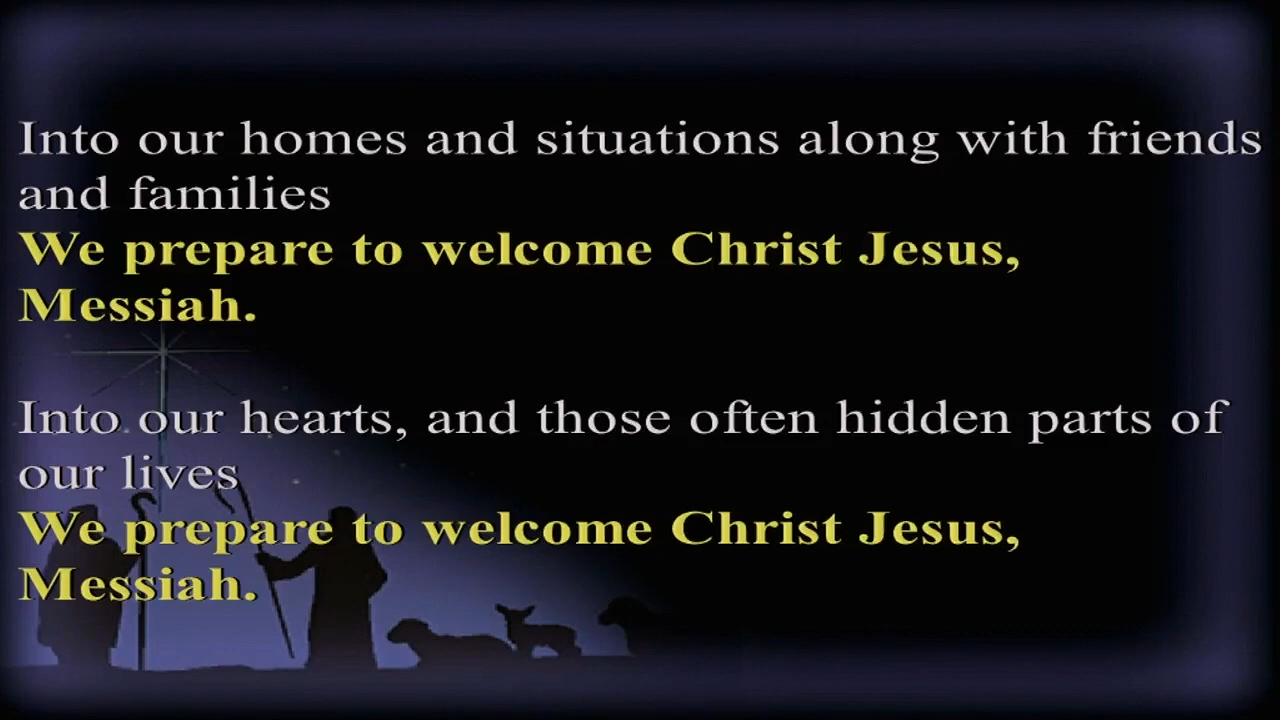 Into our homes and situations along with friends
and families
We prepare to welcome Christ Jesus,
Messiah.
Into our hearts, and those often hidden parts of
our lives
We prepare to welcome Christ Jesus,
Messiah.